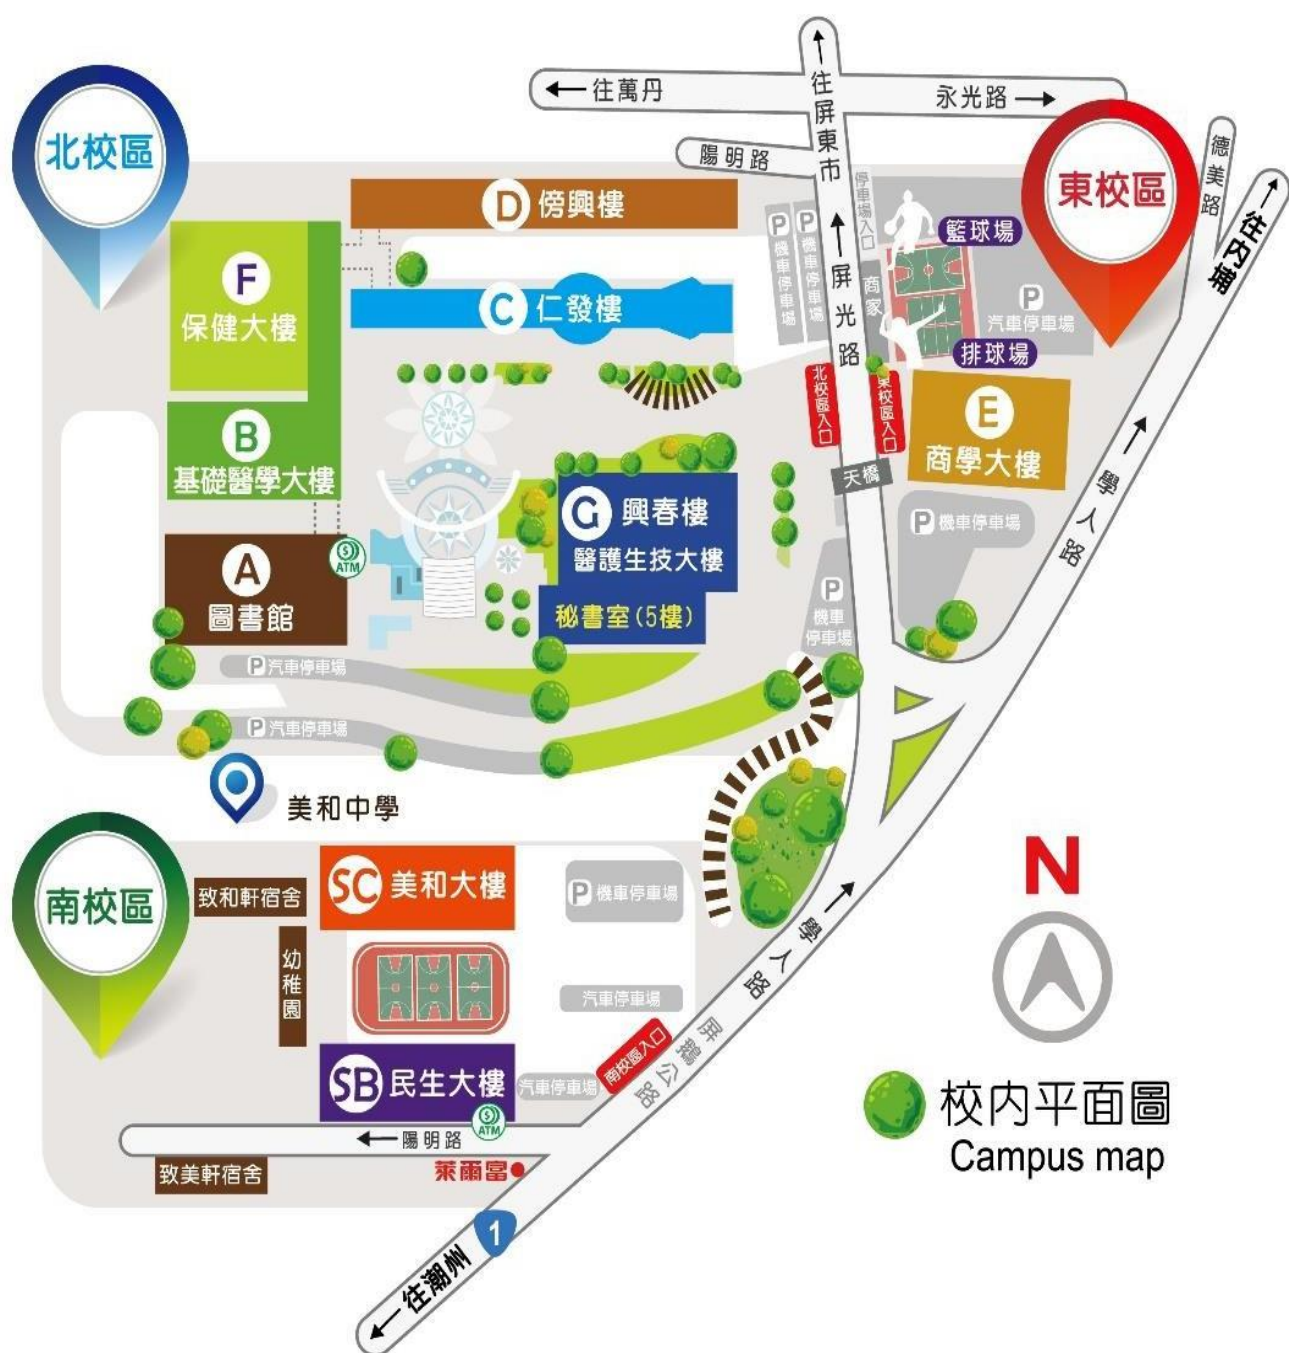 北校區
東校區
南校區
往萬丹
永光路
往屏東市
陽明路
德美路
往內埔
D 傍興樓
F
保健大樓
C 仁發樓
停車場入口
籃球場
P 機車停車場
P 機車停車場
商家
屏光路
P
汽車停車場
排球場
北校區入口
東校區入口
B
基礎醫學大樓
E
商學大樓
天橋
學人路
G 興春樓
醫護生技大樓
秘書室(5樓)
P 機車停車場
ATM
A
圖書館
P
機車
停車場
P 汽車停車場
P 汽車停車場
美和中學
致和軒宿舍
SC 美和大樓
P 機車停車場
幼稚園
汽車停車場
學人路
屏鵝公路
南校區入口
SB 民生大樓
汽車停車場
ATM
陽明路
致美軒宿舍
萊爾富
1
往潮州
N
校內平面圖
Campus map